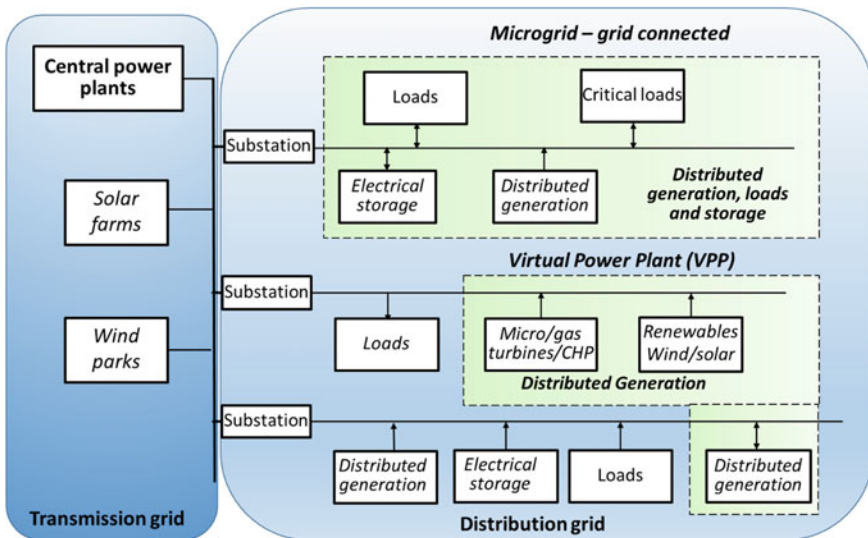 Microgrid – grid connected
Central power
plants
Loads
Critical loads
Substation
Electrical
storage
Distributed
generation
Distributed
generation, loads
and storage
Solar
farms
Virtual Power Plant (VPP)
Substation
Loads
Micro/gas
turbines/CHP
Renewables
Wind/solar
Distributed Generation
Wind
parks
Substation
Distributed
generation
Electrical
storage
Loads
Distributed
generation
Transmission grid
Distribution grid